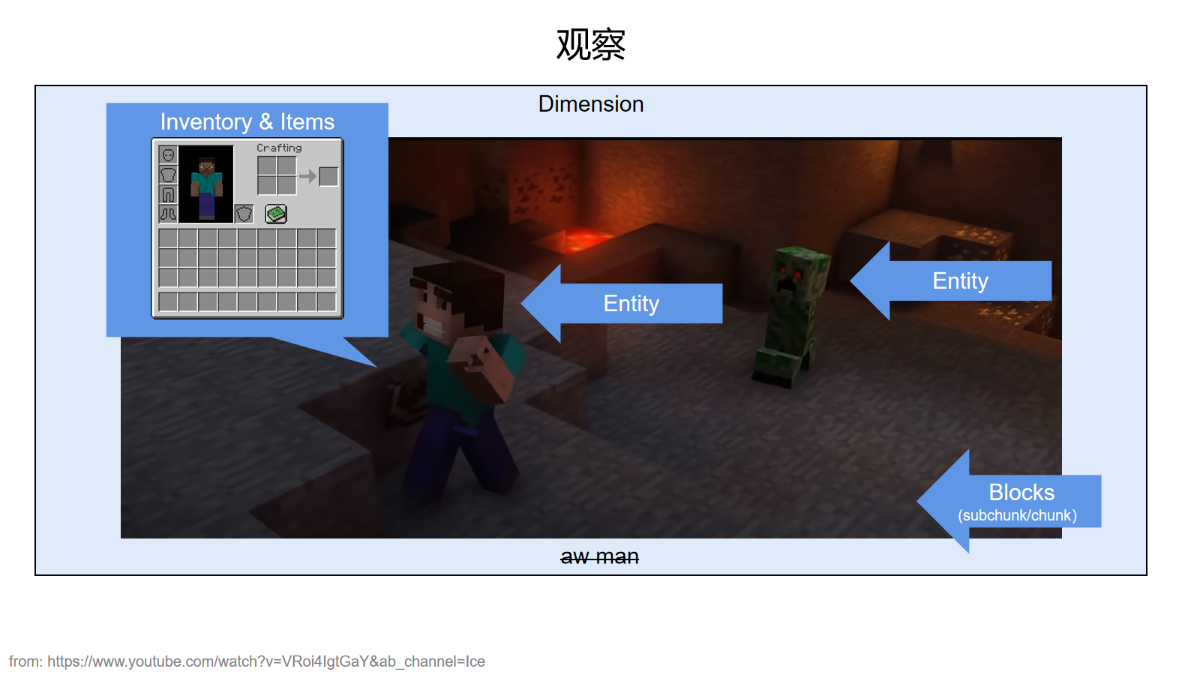 观察
Dimension
Inventory & Items
Crafting
Entity
Entity
Blocks
(subchunk/chunk)
aw man
from: https://www.youtube.com/watch?v=VRoi4IgtGaY&ab_channel=Ice